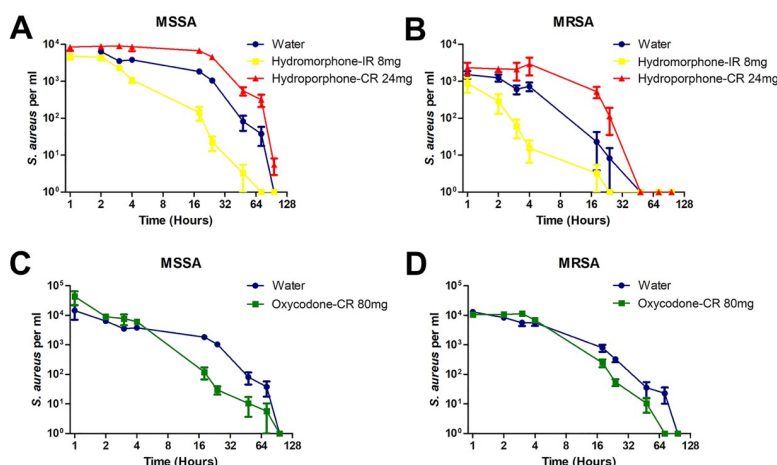 A
MSSA
Water
Hydromorphone-IR 8mg
Hydroporphone-CR 24mg
S. aureus per ml
10⁴
10³
10²
10¹
10⁰
1 2 4 8 16 32 64 128
Time (Hours)
B
MRSA
Water
Hydromorphone-IR 8mg
Hydroporphone-CR 24mg
S. aureus per ml
10⁴
10³
10²
10¹
10⁰
1 2 4 8 16 32 64 128
Time (Hours)
C
MSSA
Water
Oxycodone-CR 80mg
S. aureus per ml
10⁵
10⁴
10³
10²
10¹
10⁰
1 2 4 8 16 32 64 128
Time (Hours)
D
MRSA
Water
Oxycodone-CR 80mg
S. aureus per ml
10⁵
10⁴
10³
10²
10¹
10⁰
1 2 4 8 16 32 64 128
Time (Hours)